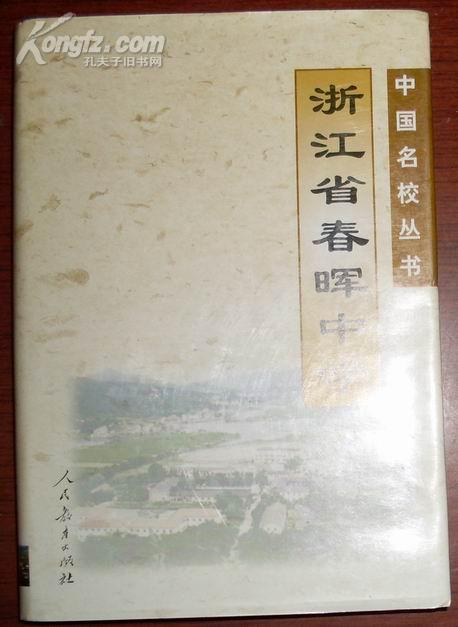 Kongfz.com
孔夫子旧书网
中国名校丛书
浙江省春晖中
人民教育出版社